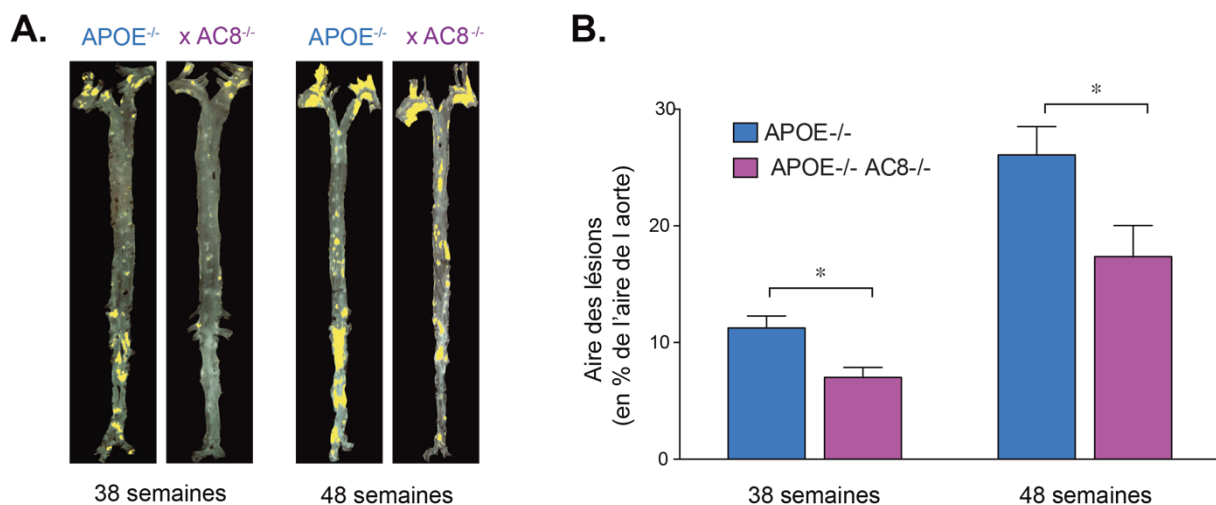 A.
APOE-/- x AC8-/- APOE-/- x AC8-/-
38 semaines 48 semaines
B.
Aire des lésions
(en % de l'aire de l aorte)
30
20
10
0
APOE-/-
APOE-/- AC8-/-
*
*
38 semaines 48 semaines